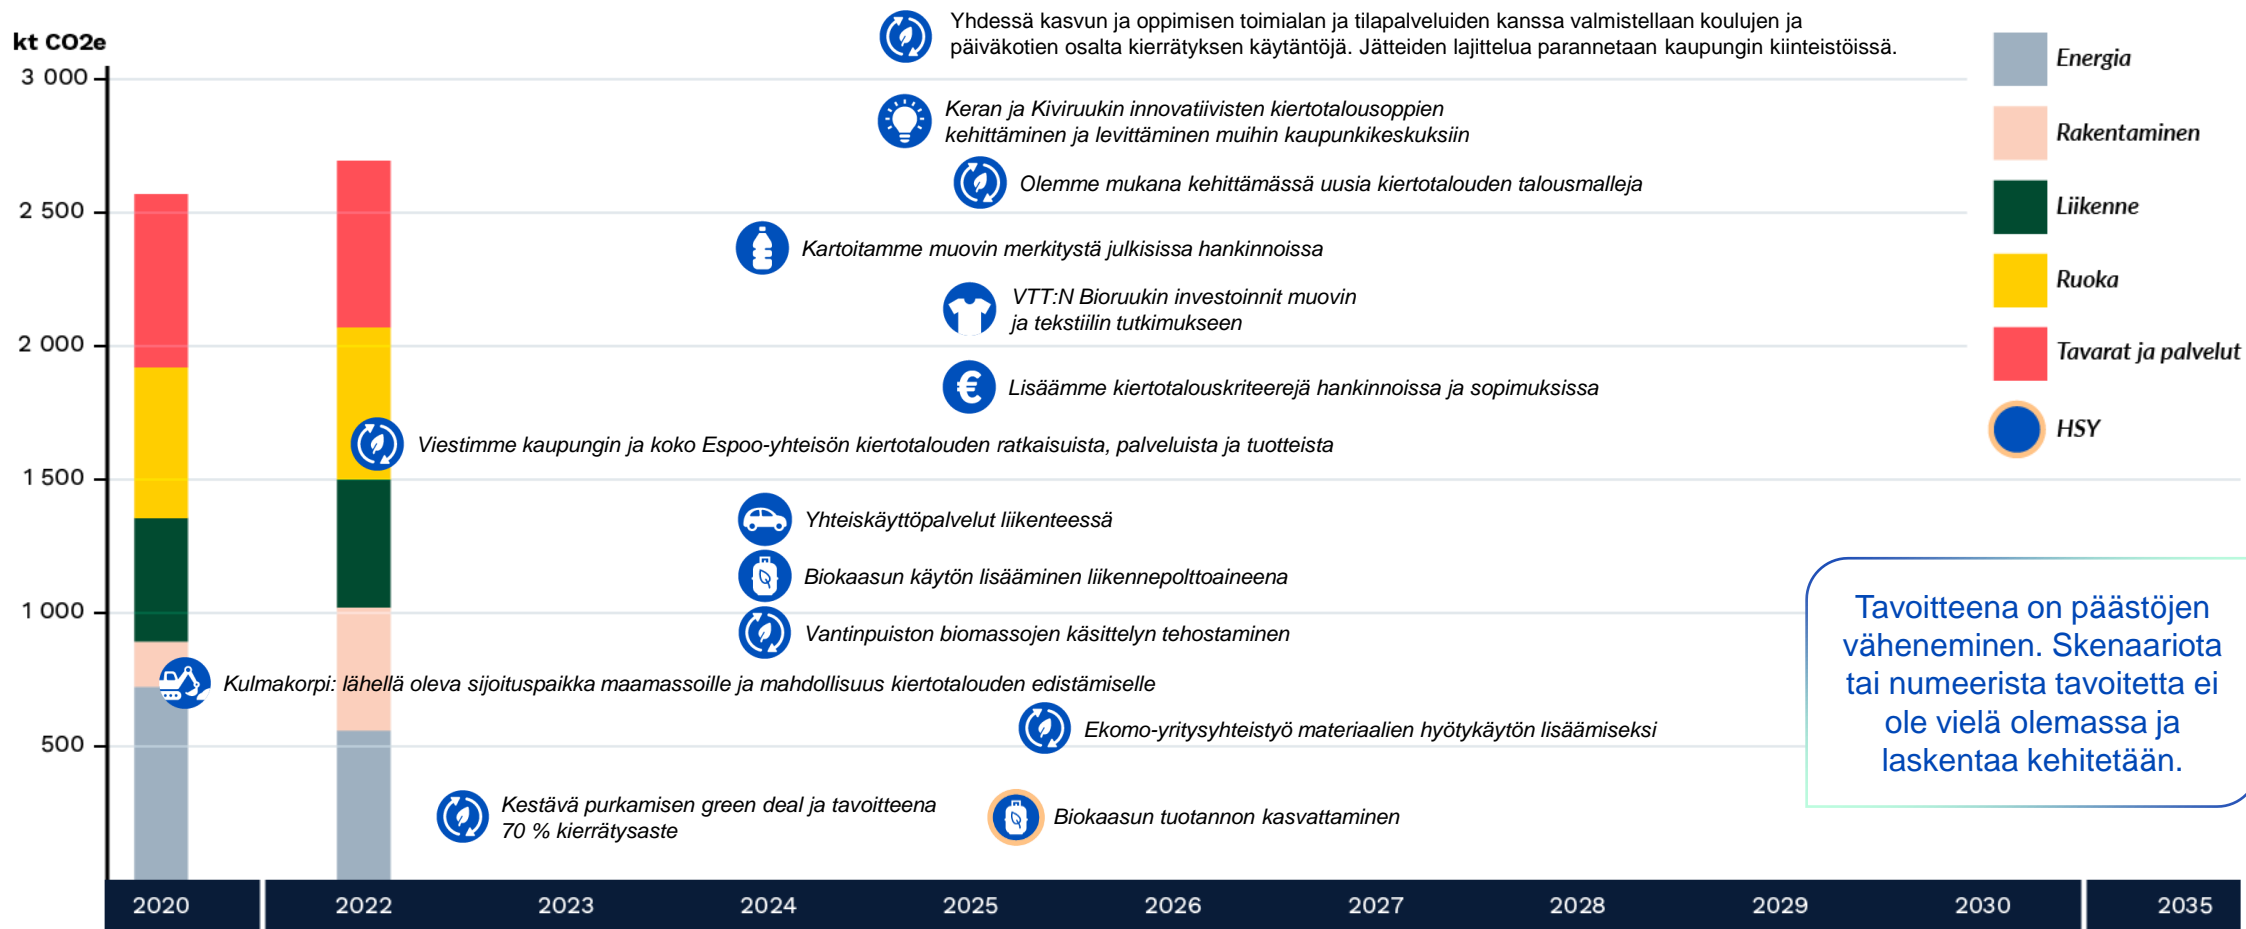 kt CO2e
3 000
2 500
2 000
1 500
1 000
500
Yhdessä kasvun ja oppimisen toimialan ja tilapalveluiden kanssa valmistellaan koulujen ja
päiväkotien osalta kierrätyksen käytäntöjä. Jätteiden lajittelua parannetaan kaupungin kiinteistöissä.
Keran ja Kiviruukin innovatiivisten kiertotalousoppien
kehittäminen ja levittäminen muihin kaupunkikeskuksiin
Olemme mukana kehittämässä uusia kiertotalouden talousmalleja
Kartoitamme muovin merkitystä julkisissa hankinnoissa
VTT:N Bioruukin investoinnit muovin
ja tekstiilin tutkimukseen
€
Lisäämme kiertotalouskriteerejä hankinnoissa ja sopimuksissa
Viestimme kaupungin ja koko Espoo-yhteisön kiertotalouden ratkaisuista, palveluista ja tuotteista
Yhteiskäyttöpalvelut liikenteessä
Biokaasun käytön lisääminen liikennepolttoaineena
Vantinpuiston biomassojen käsittelyn tehostaminen
Kulmakorpi: lähellä oleva sijoituspaikka maamassoille ja mahdollisuus kiertotalouden edistämiselle
Ekomo-yritysyhteistyö materiaalien hyötykäytön lisäämiseksi
Kestävä purkamisen green deal ja tavoitteena
70 % kierrätysaste
Biokaasun tuotannon kasvattaminen
Energia
Rakentaminen
Liikenne
Ruoka
Tavarat ja palvelut
HSY
Tavoitteena on päästöjen
väheneminen. Skenaariota
tai numeerista tavoitetta ei
ole vielä olemassa ja
laskentaa kehitetään.
2020
2022
2023
2024
2025
2026
2027
2028
2029
2030
2035